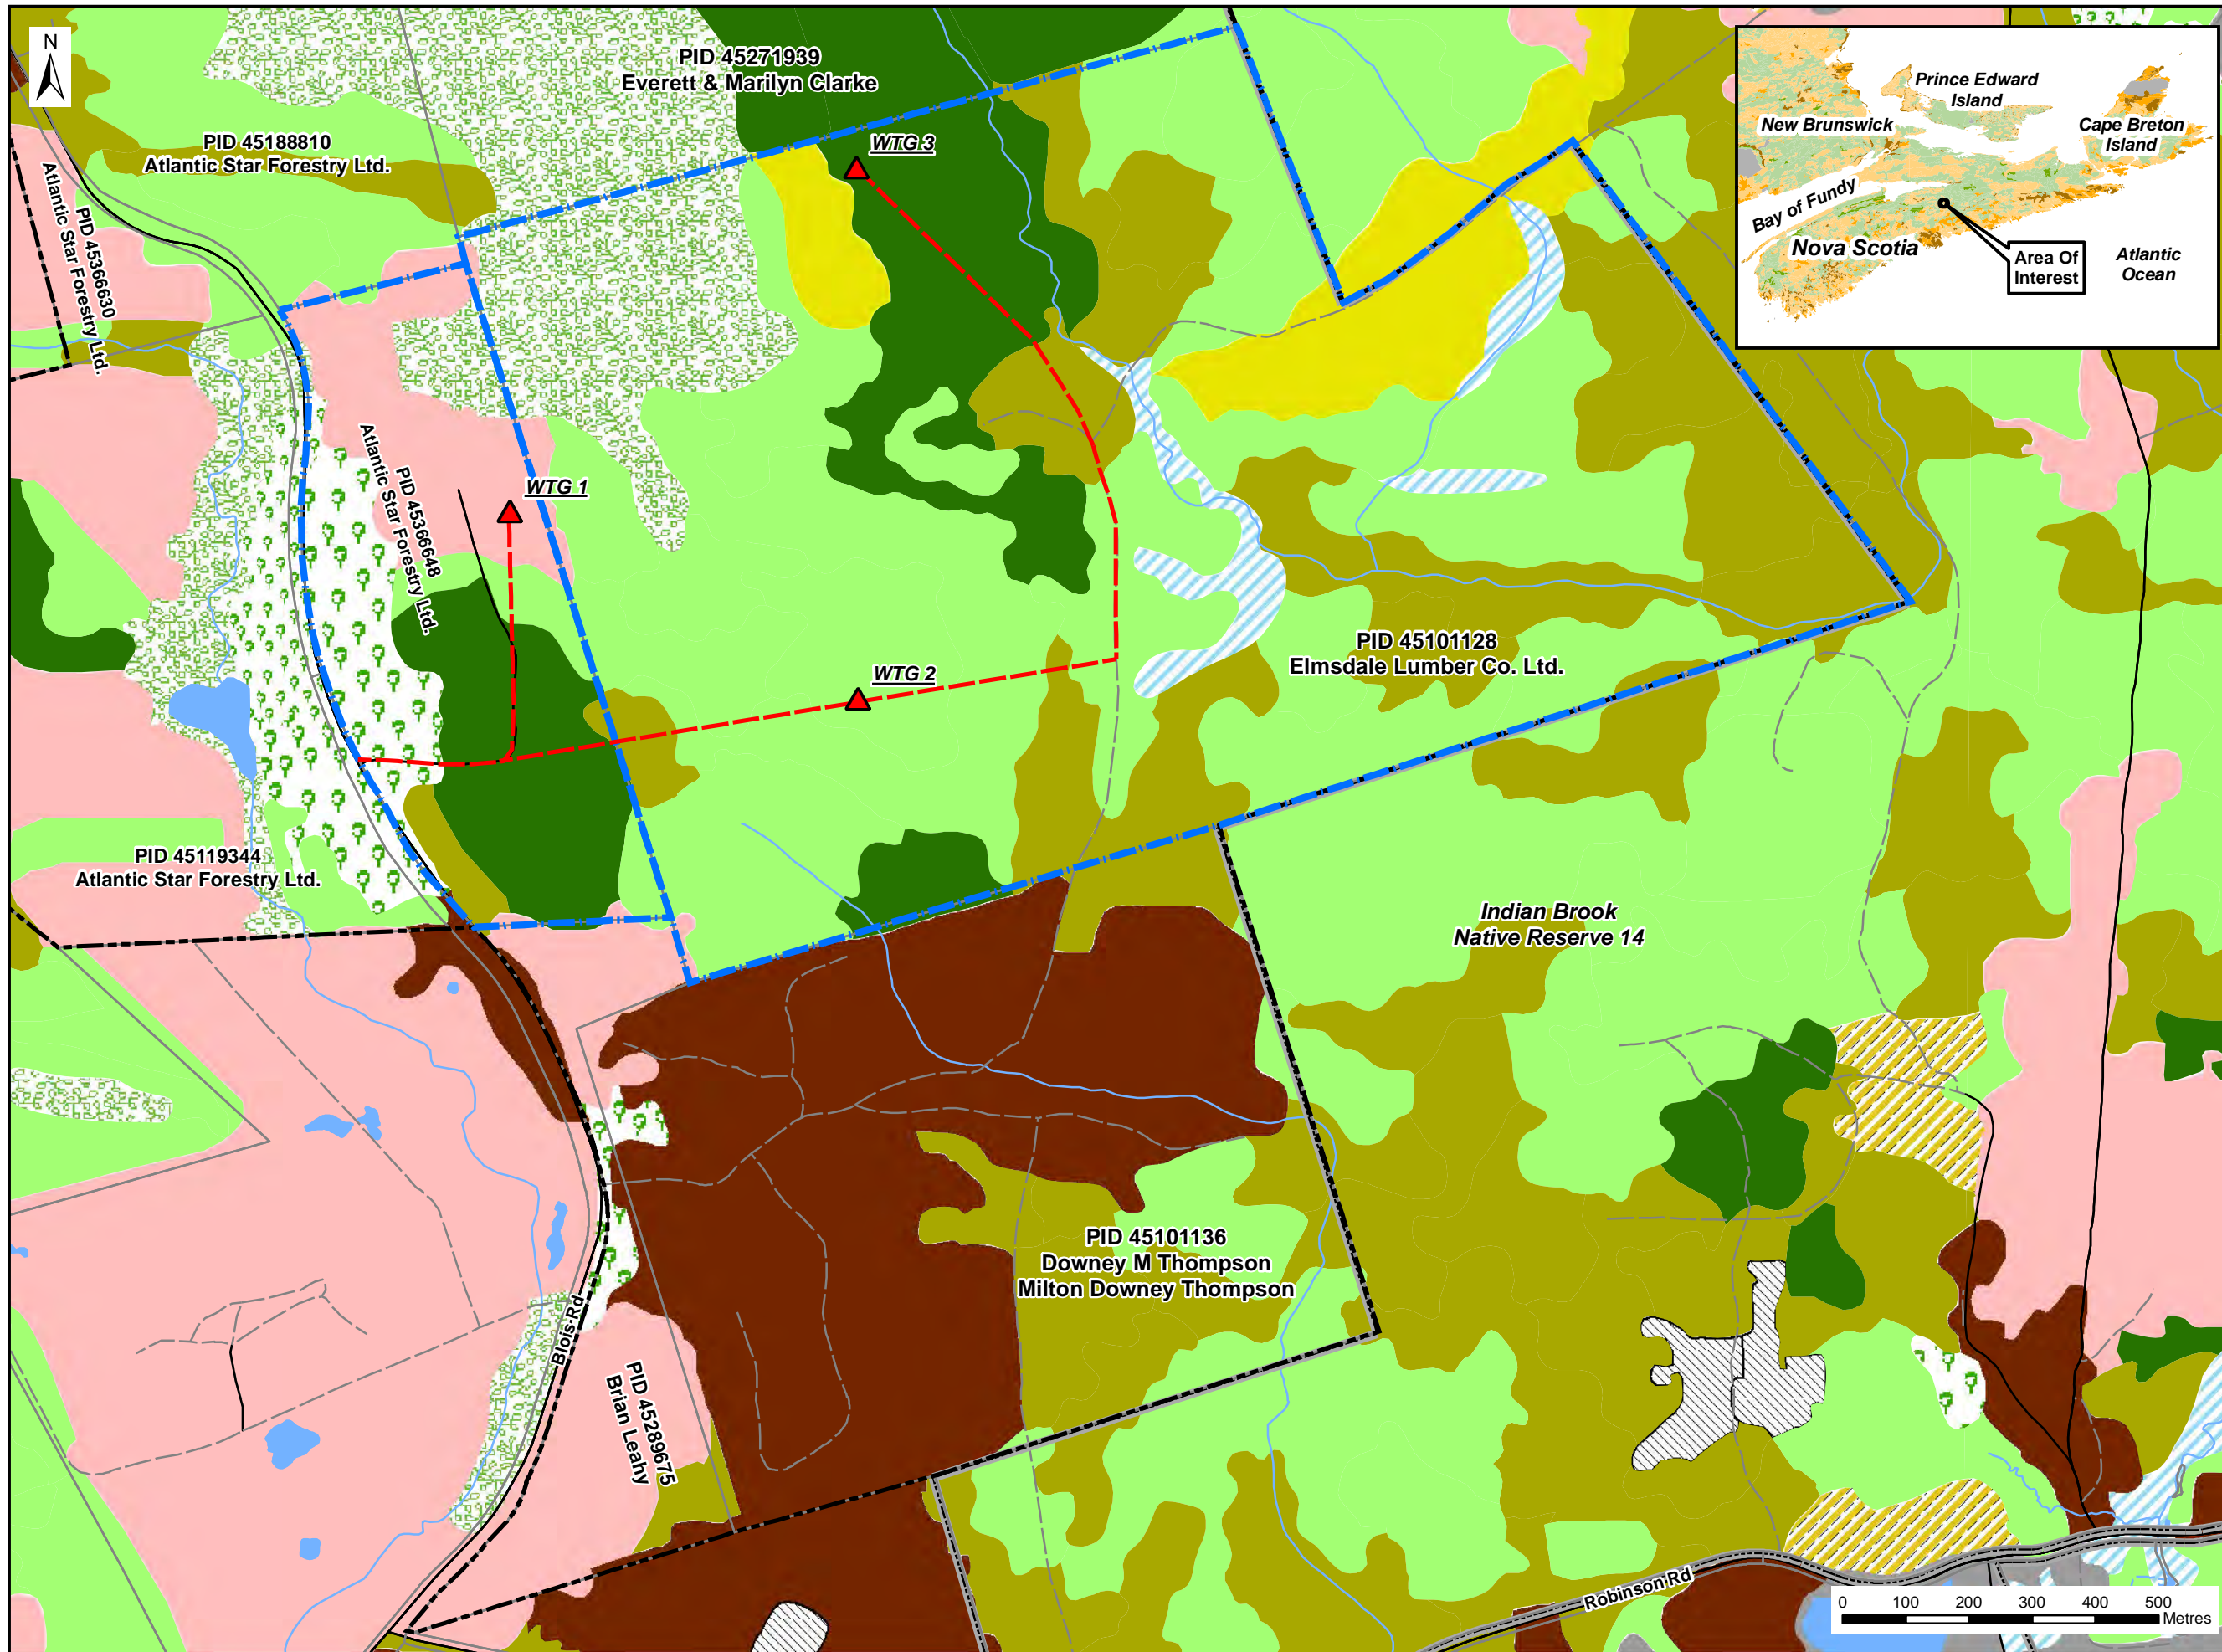 N
PID 45271939
Everett & Marilyn Clarke
PID 45188810
Atlantic Star Forestry Ltd.
PID 45366630
Atlantic Star Forestry Ltd.
WTG 3
Prince Edward
Island
New Brunswick
Cape Breton
Island
Bay of Fundy
Nova Scotia
Area Of
Interest
Atlantic
Ocean
WTG 1
PID 45366648
Atlantic Star Forestry Ltd.
WTG 2
PID 45101128
Elmsdale Lumber Co. Ltd.
PID 45119344
Atlantic Star Forestry Ltd.
Indian Brook
Native Reserve 14
PID 45101136
Downey M Thompson
Milton Downey Thompson
Blois Rd
PID 45289675
Brian Leahy
Robinson Rd
0 100 200 300 400 500
Metres